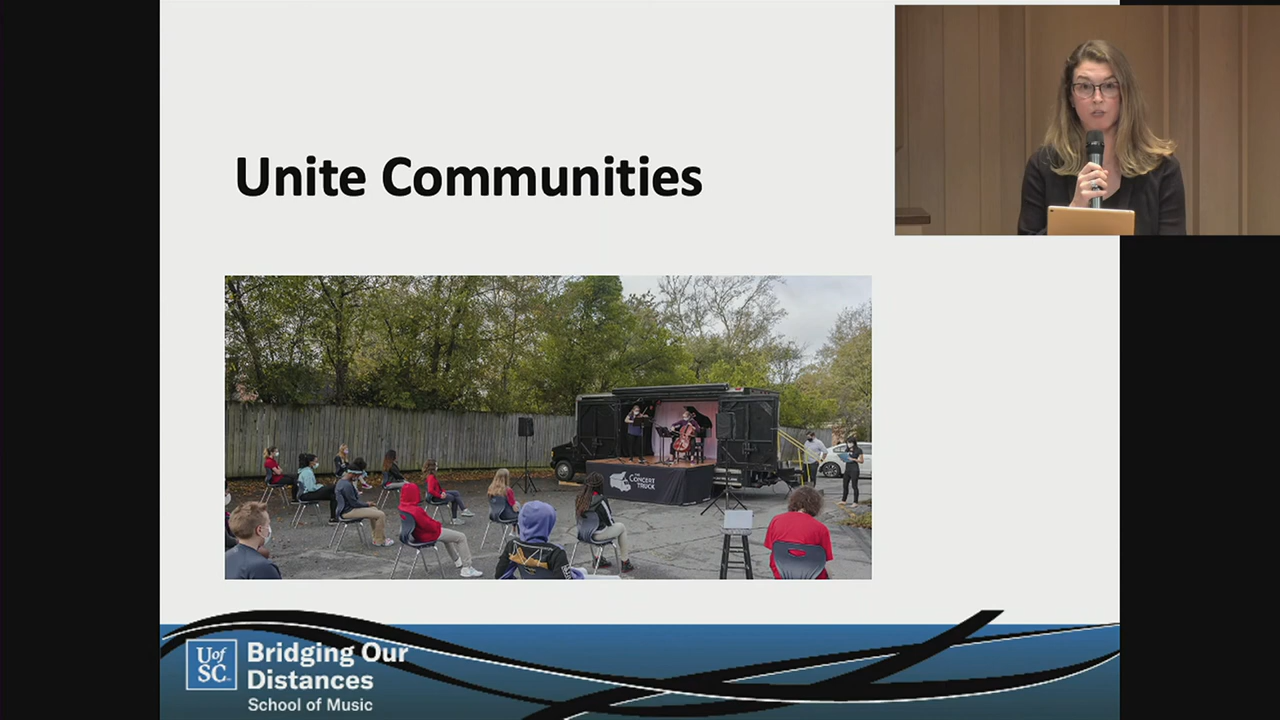 Unite Communities
THE
CONCERT
TRUCK
UofSC
Bridging Our
Distances
School of Music